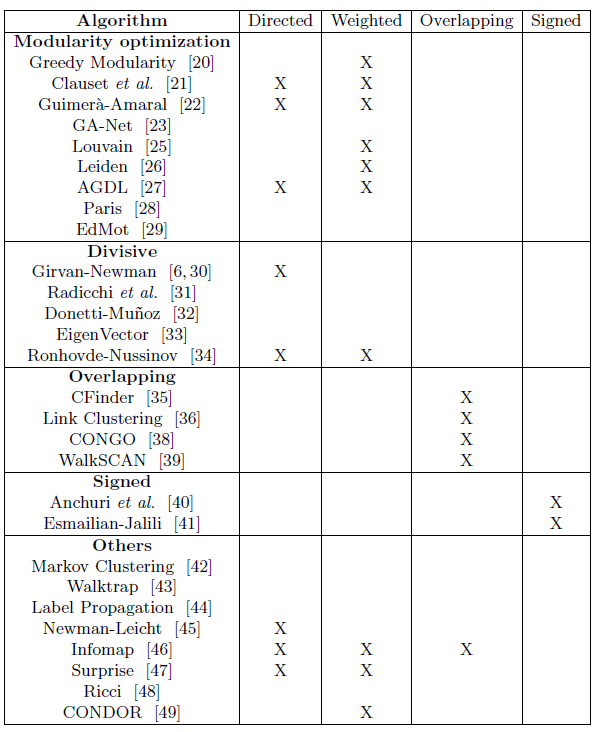 Algorithm Directed Weighted Overlapping Signed
Modularity optimization
Greedy Modularity [20] X
Clauset et al. [21] X X
Guimerà-Amaral [22] X X
GA-Net [23]
Louvain [25] X
Leiden [26] X
AGDL [27] X X
Paris [28]
EdMot [29]
Divisive
Girvan-Newman [6, 30] X
Radicchi et al. [31]
Donetti-Muñoz [32]
EigenVector [33]
Ronhovde-Nussinov [34] X X
Overlapping
CFinder [35] X
Link Clustering [36] X
CONGO [38] X
WalkSCAN [39] X
Signed
Anchuri et al. [40] X
Esmailian-Jalili [41] X
Others
Markov Clustering [42]
Walktrap [43]
Label Propagation [44]
Newman-Leicht [45] X
Infomap [46] X X X
Surprise [47] X X
Ricci [48]
CONDOR [49] X